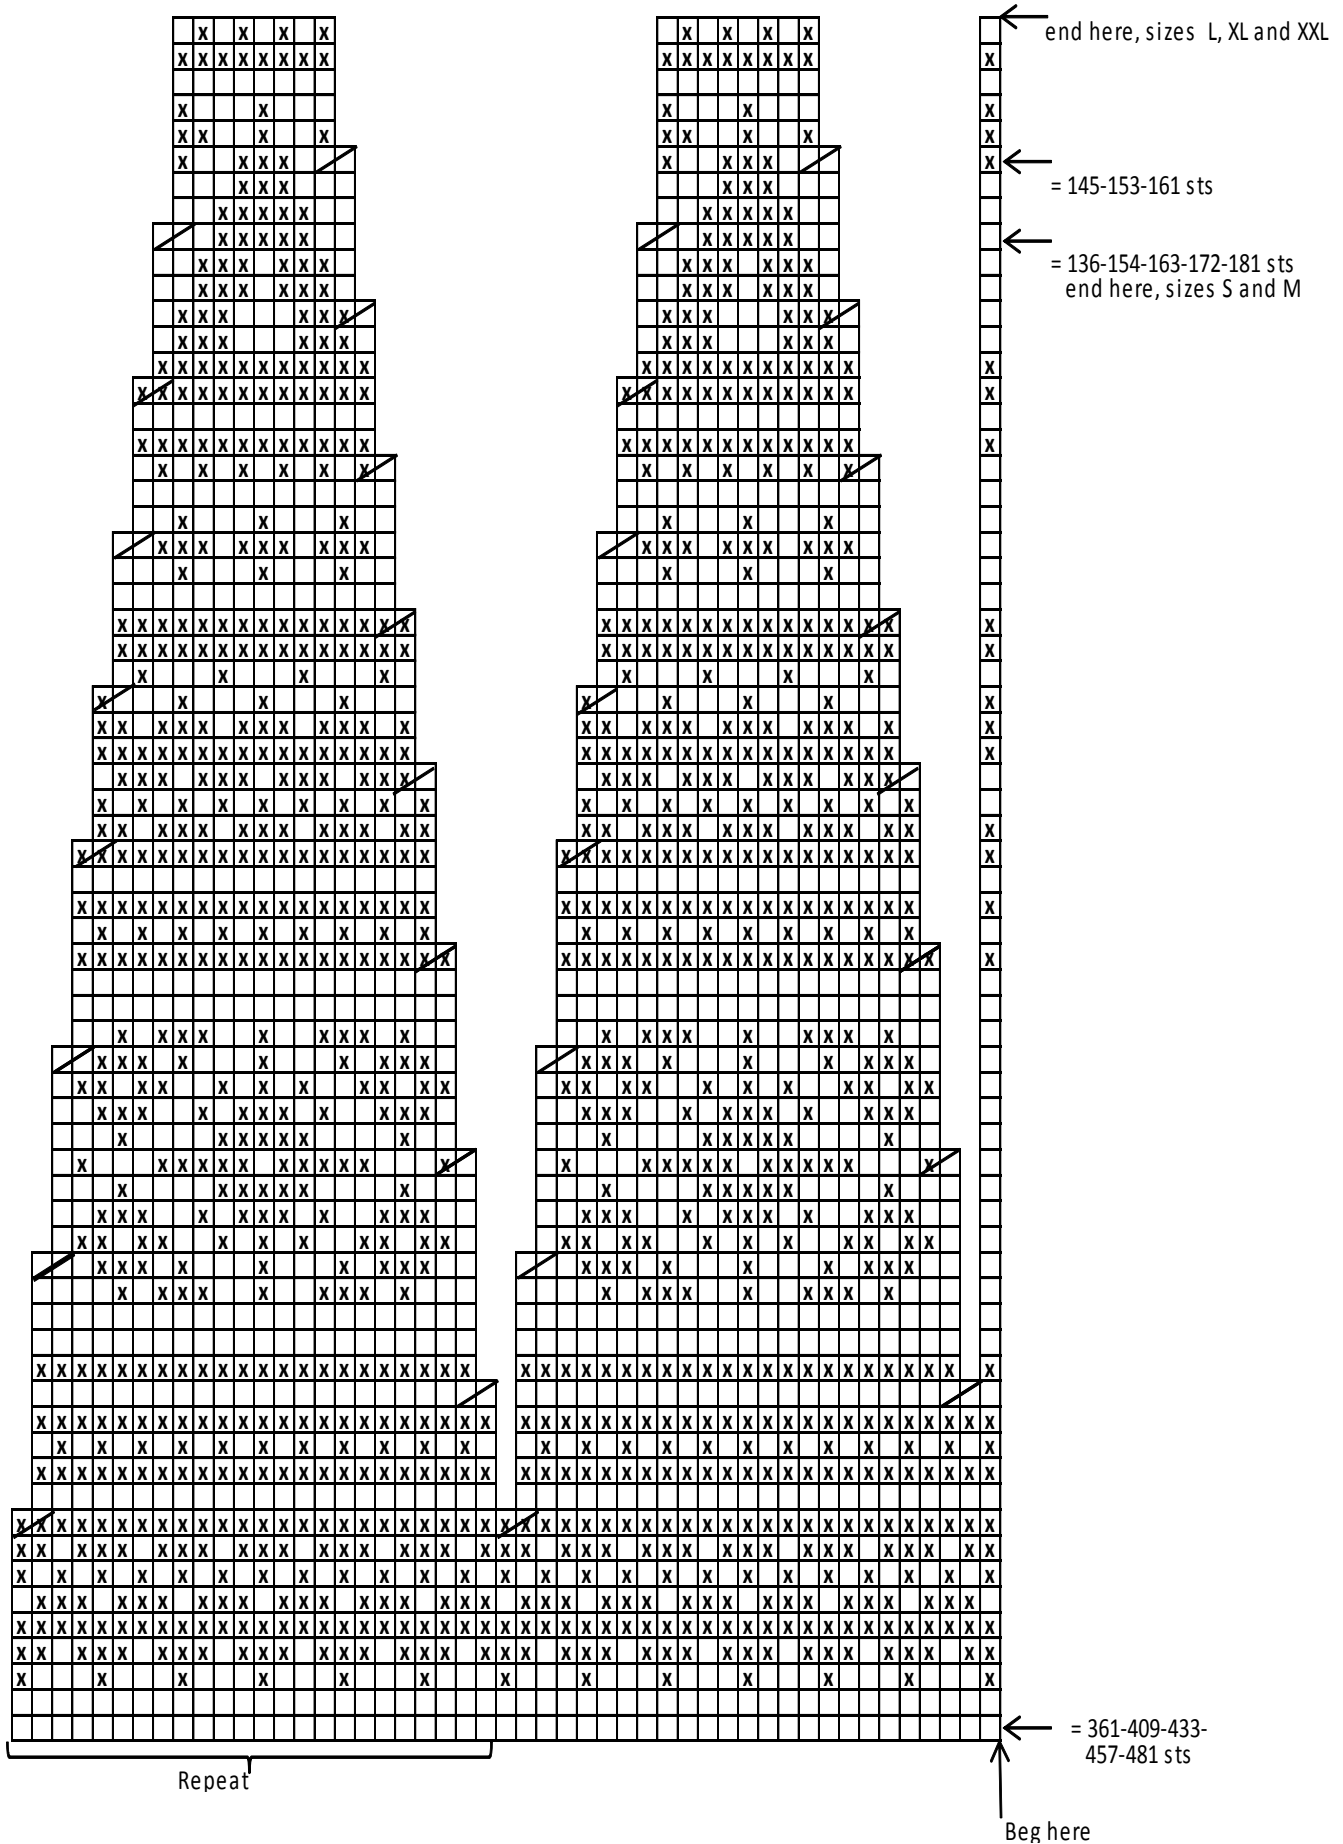 end here, sizes L, XL and XXL
= 145-153-161 sts
= 136-154-163-172-181 sts
end here, sizes S and M
= 361-409-433-
457-481 sts
Repeat
Beg here